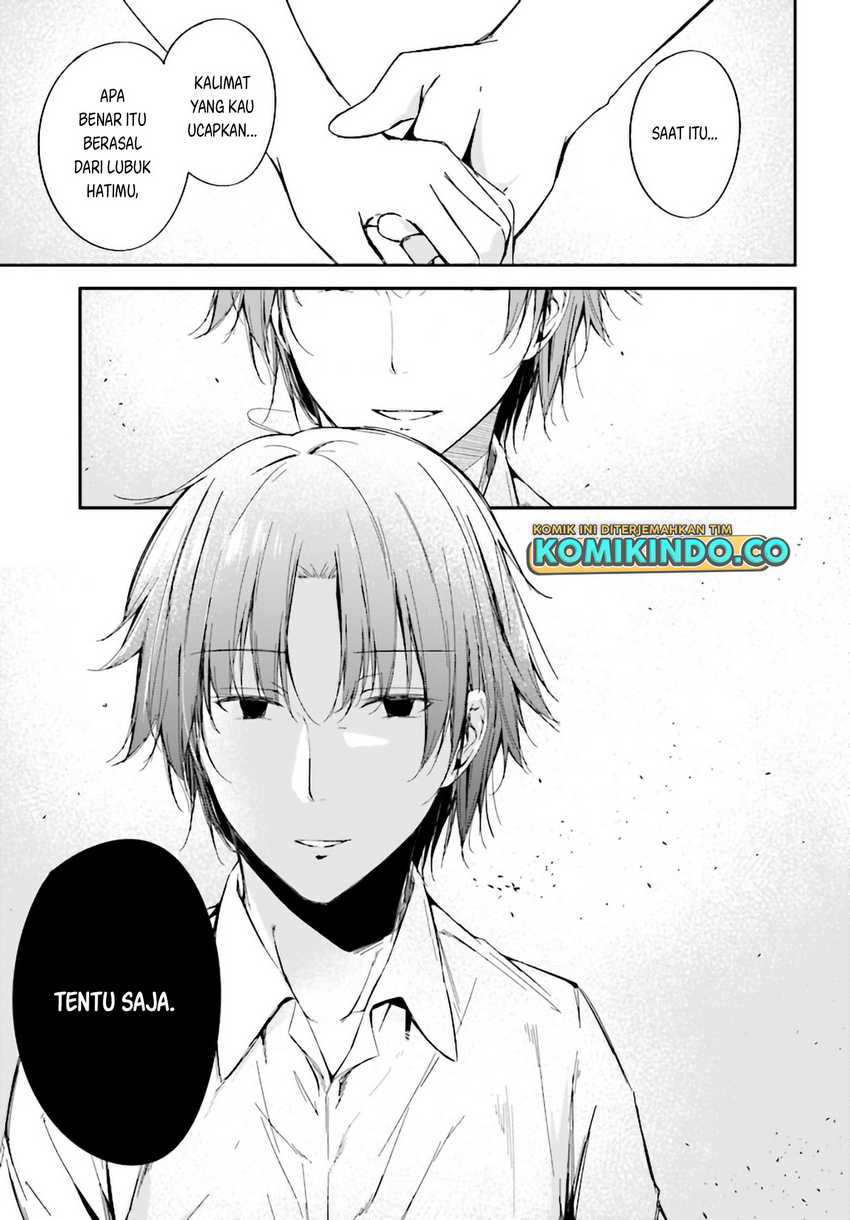 SAAT ITU...
KALIMAT
YANG KAU
UCAPKAN...
APA
BENAR ITU
BERASAL
DARI LUBUK
HATIMU,
KOMIK INI DITERJEMAHKAN TIM
KOMIKINDO.CO
TENTU SAJA.